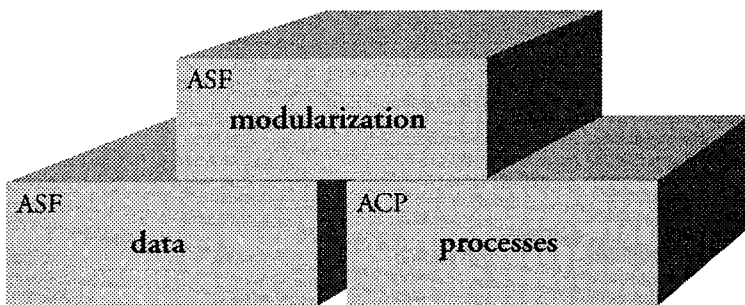 ASF
modularization
ASF
data
ACP
processes